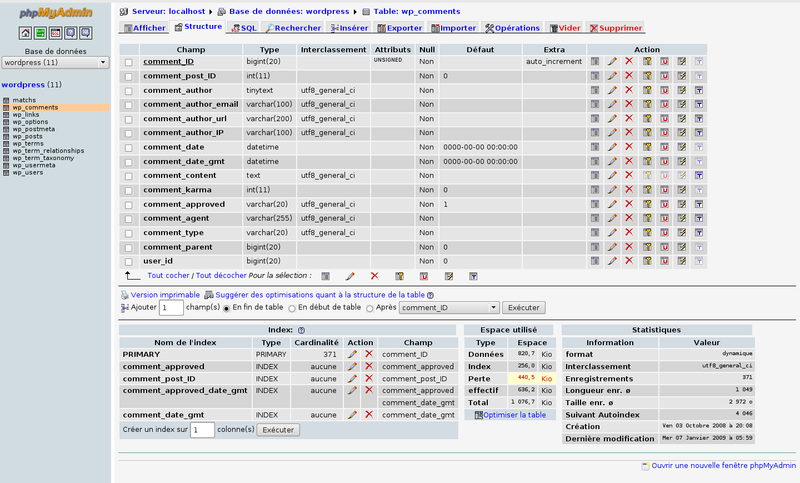 phpMyAdmin
Base de données
wordpress (11)
wordpress (11)
matchs
wp_comments
wp_links
wp_options
wp_postmeta
wp_posts
wp_terms
wp_term_relationships
wp_term_taxonomy
wp_usermeta
wp_users
Serveur: localhost ▸ Base de données: wordpress ▸ Table: wp_comments
Afficher Structure SQL Rechercher Insérer Exporter Importer Opérations Vider Supprimer
Champ Type Interclassement Attributs Null Défaut Extra Action
comment_ID bigint(20) UNSIGNED Non auto_increment
comment_post_ID int(11) Non 0
comment_author tinytext utf8_general_ci Non
comment_author_email varchar(100) utf8_general_ci Non
comment_author_url varchar(200) utf8_general_ci Non
comment_author_IP varchar(100) utf8_general_ci Non
comment_date datetime Non 0000-00-00 00:00:00
comment_date_gmt datetime Non 0000-00-00 00:00:00
comment_content text utf8_general_ci Non
comment_karma int(11) Non 0
comment_approved varchar(20) utf8_general_ci Non 1
comment_agent varchar(255) utf8_general_ci Non
comment_type varchar(20) utf8_general_ci Non
comment_parent bigint(20) Non 0
user_id bigint(20) Non 0
Tout cocher / Tout décocher Pour la sélection :
Version imprimable Suggérer des optimisations quant à la structure de la table
Ajouter 1 champ(s) En fin de table En début de table Après comment_ID Exécuter
Index:
Nom de l'index Type Cardinalité Action Champ
PRIMARY PRIMARY 371 comment_ID
comment_approved INDEX aucune comment_approved
comment_post_ID INDEX aucune comment_post_ID
comment_approved_date_gmt INDEX aucune comment_approved
comment_date_gmt
comment_date_gmt INDEX aucune comment_date_gmt
Créer un index sur 1 colonne(s) Exécuter
Espace utilisé
Type Espace
Données 820,7 Kio
Index 256,0 Kio
Perte 440,5 Kio
effectif 636,2 Kio
Total 1 076,7 Kio
Optimiser la table
Statistiques
Information Valeur
format dynamique
Interclassement utf8_general_ci
Enregistrements 371
Longueur enr. ø 1 049
Taille enr. ø 2 972 o
Suivant Autoindex 4 046
Création Ven 03 Octobre 2008 à 20:08
Dernière modification Mer 07 Janvier 2009 à 05:59
Ouvrir une nouvelle fenêtre phpMyAdmin